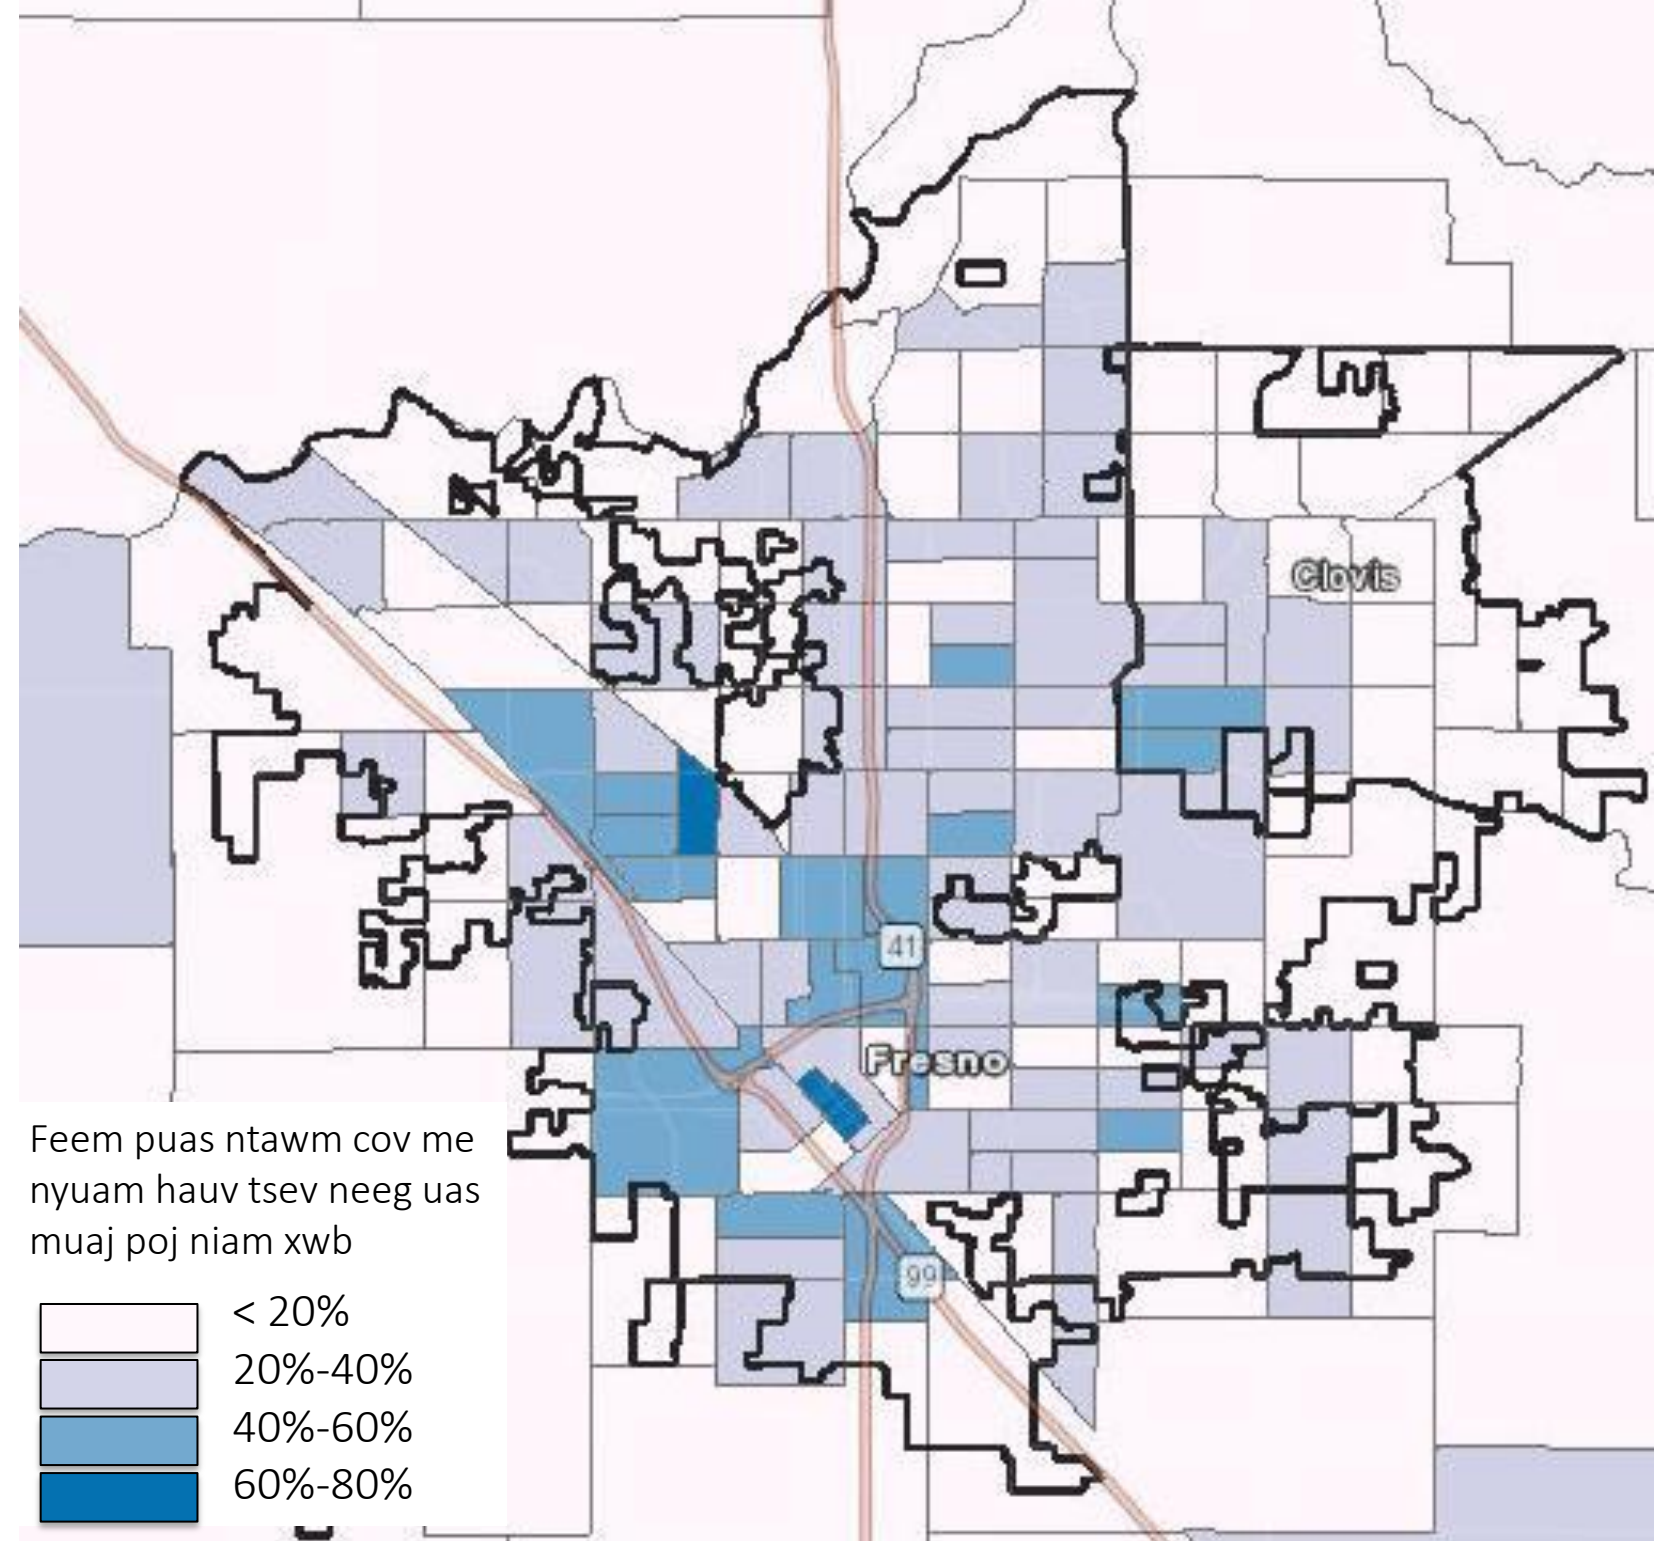 Clovis
41
Fresno
99
Feem puas ntawm cov me
nyuam hauv tsev neeg uas
muaj poj niam xwb
< 20%
20%-40%
40%-60%
60%-80%